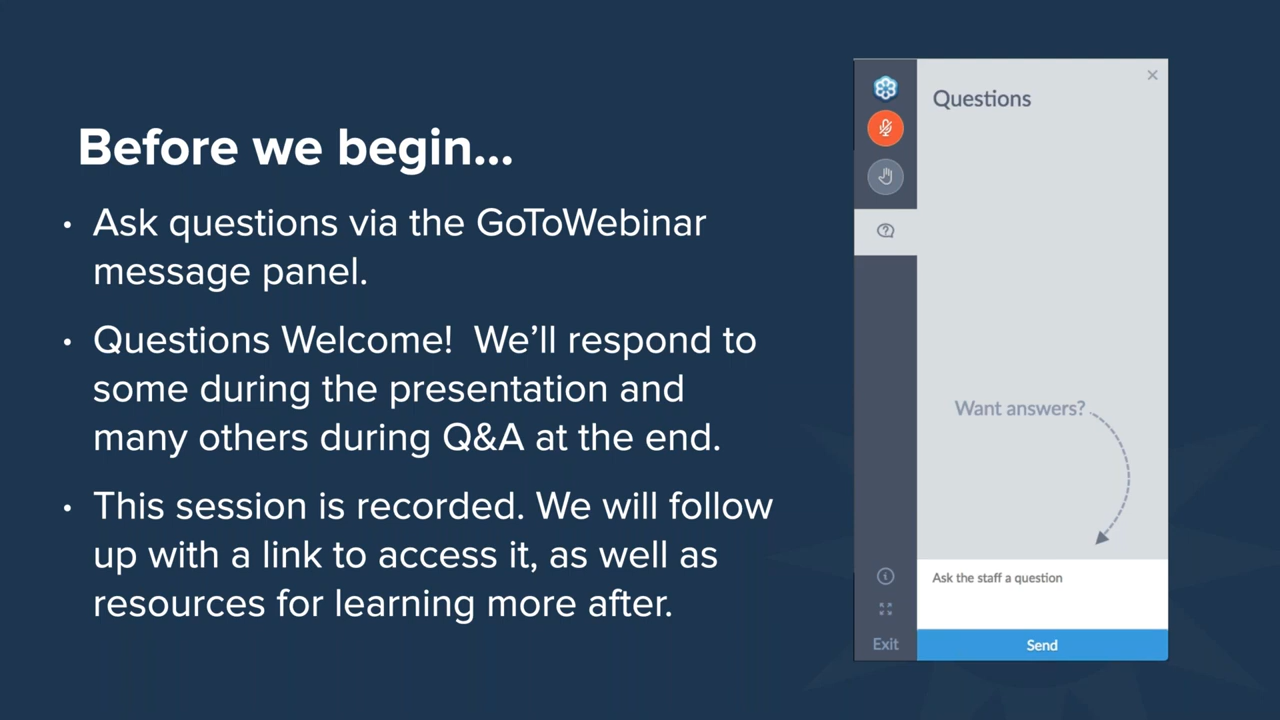 Before we begin...
• Ask questions via the GoToWebinar
message panel.
• Questions Welcome!  We’ll respond to
some during the presentation and
many others during Q&A at the end.
• This session is recorded. We will follow
up with a link to access it, as well as
resources for learning more after.
Questions
Want answers?
Ask the staff a question
Exit
Send